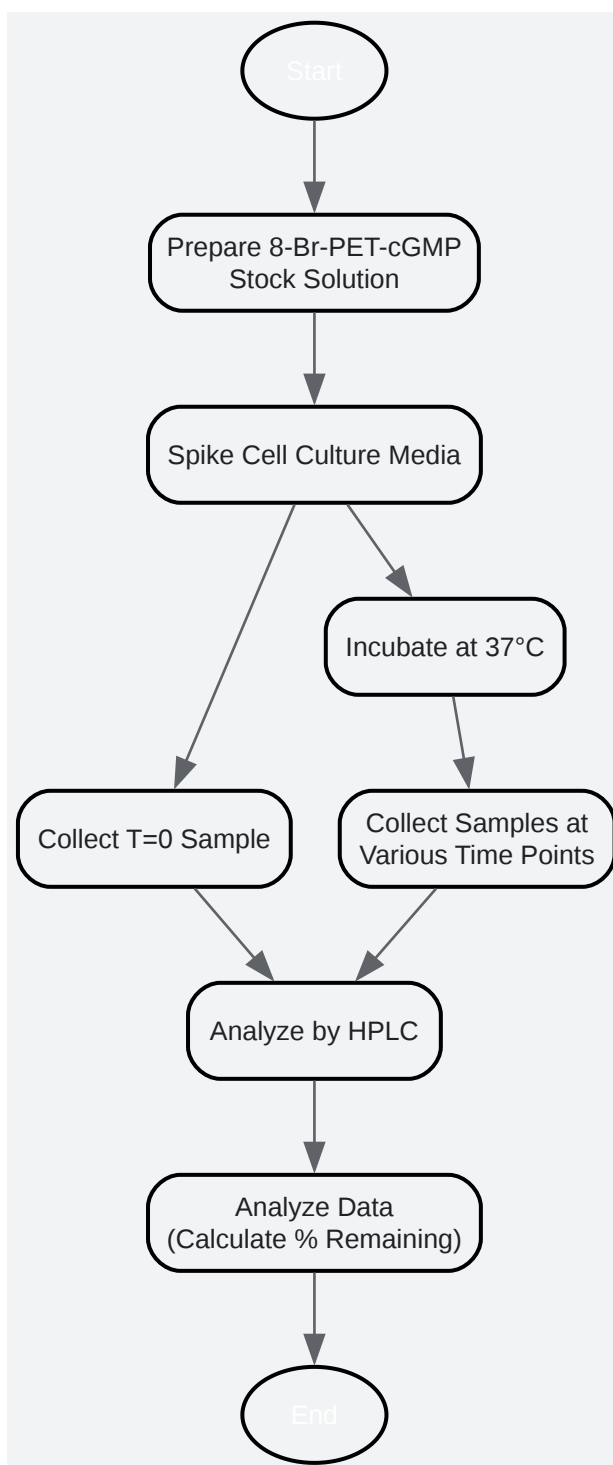 Start
Prepare 8-Br-PET-cGMP
Stock Solution
Spike Cell Culture Media
Incubate at 37°C
Collect T=0 Sample
Collect Samples at
Various Time Points
Analyze by HPLC
Analyze Data
(Calculate % Remaining)
End